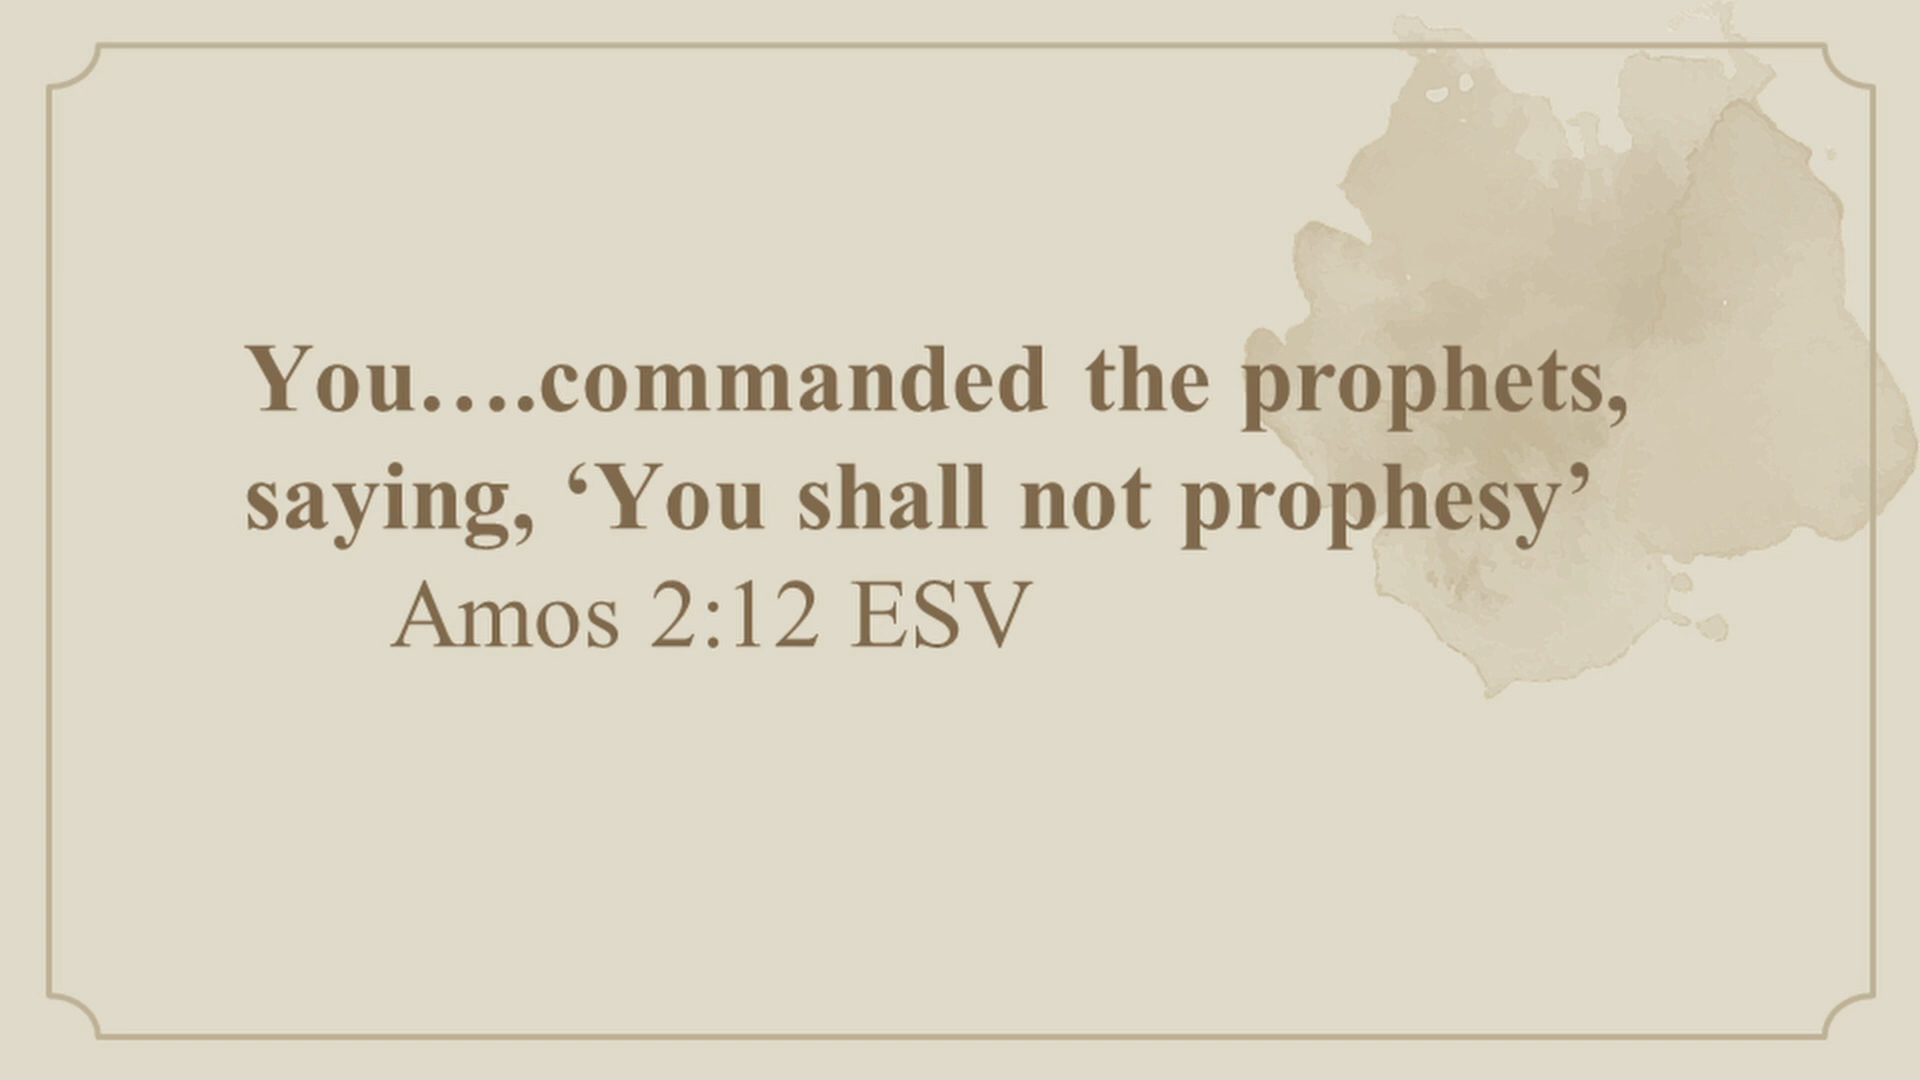 You….commanded the prophets,
saying, ‘You shall not prophesy’
Amos 2:12 ESV